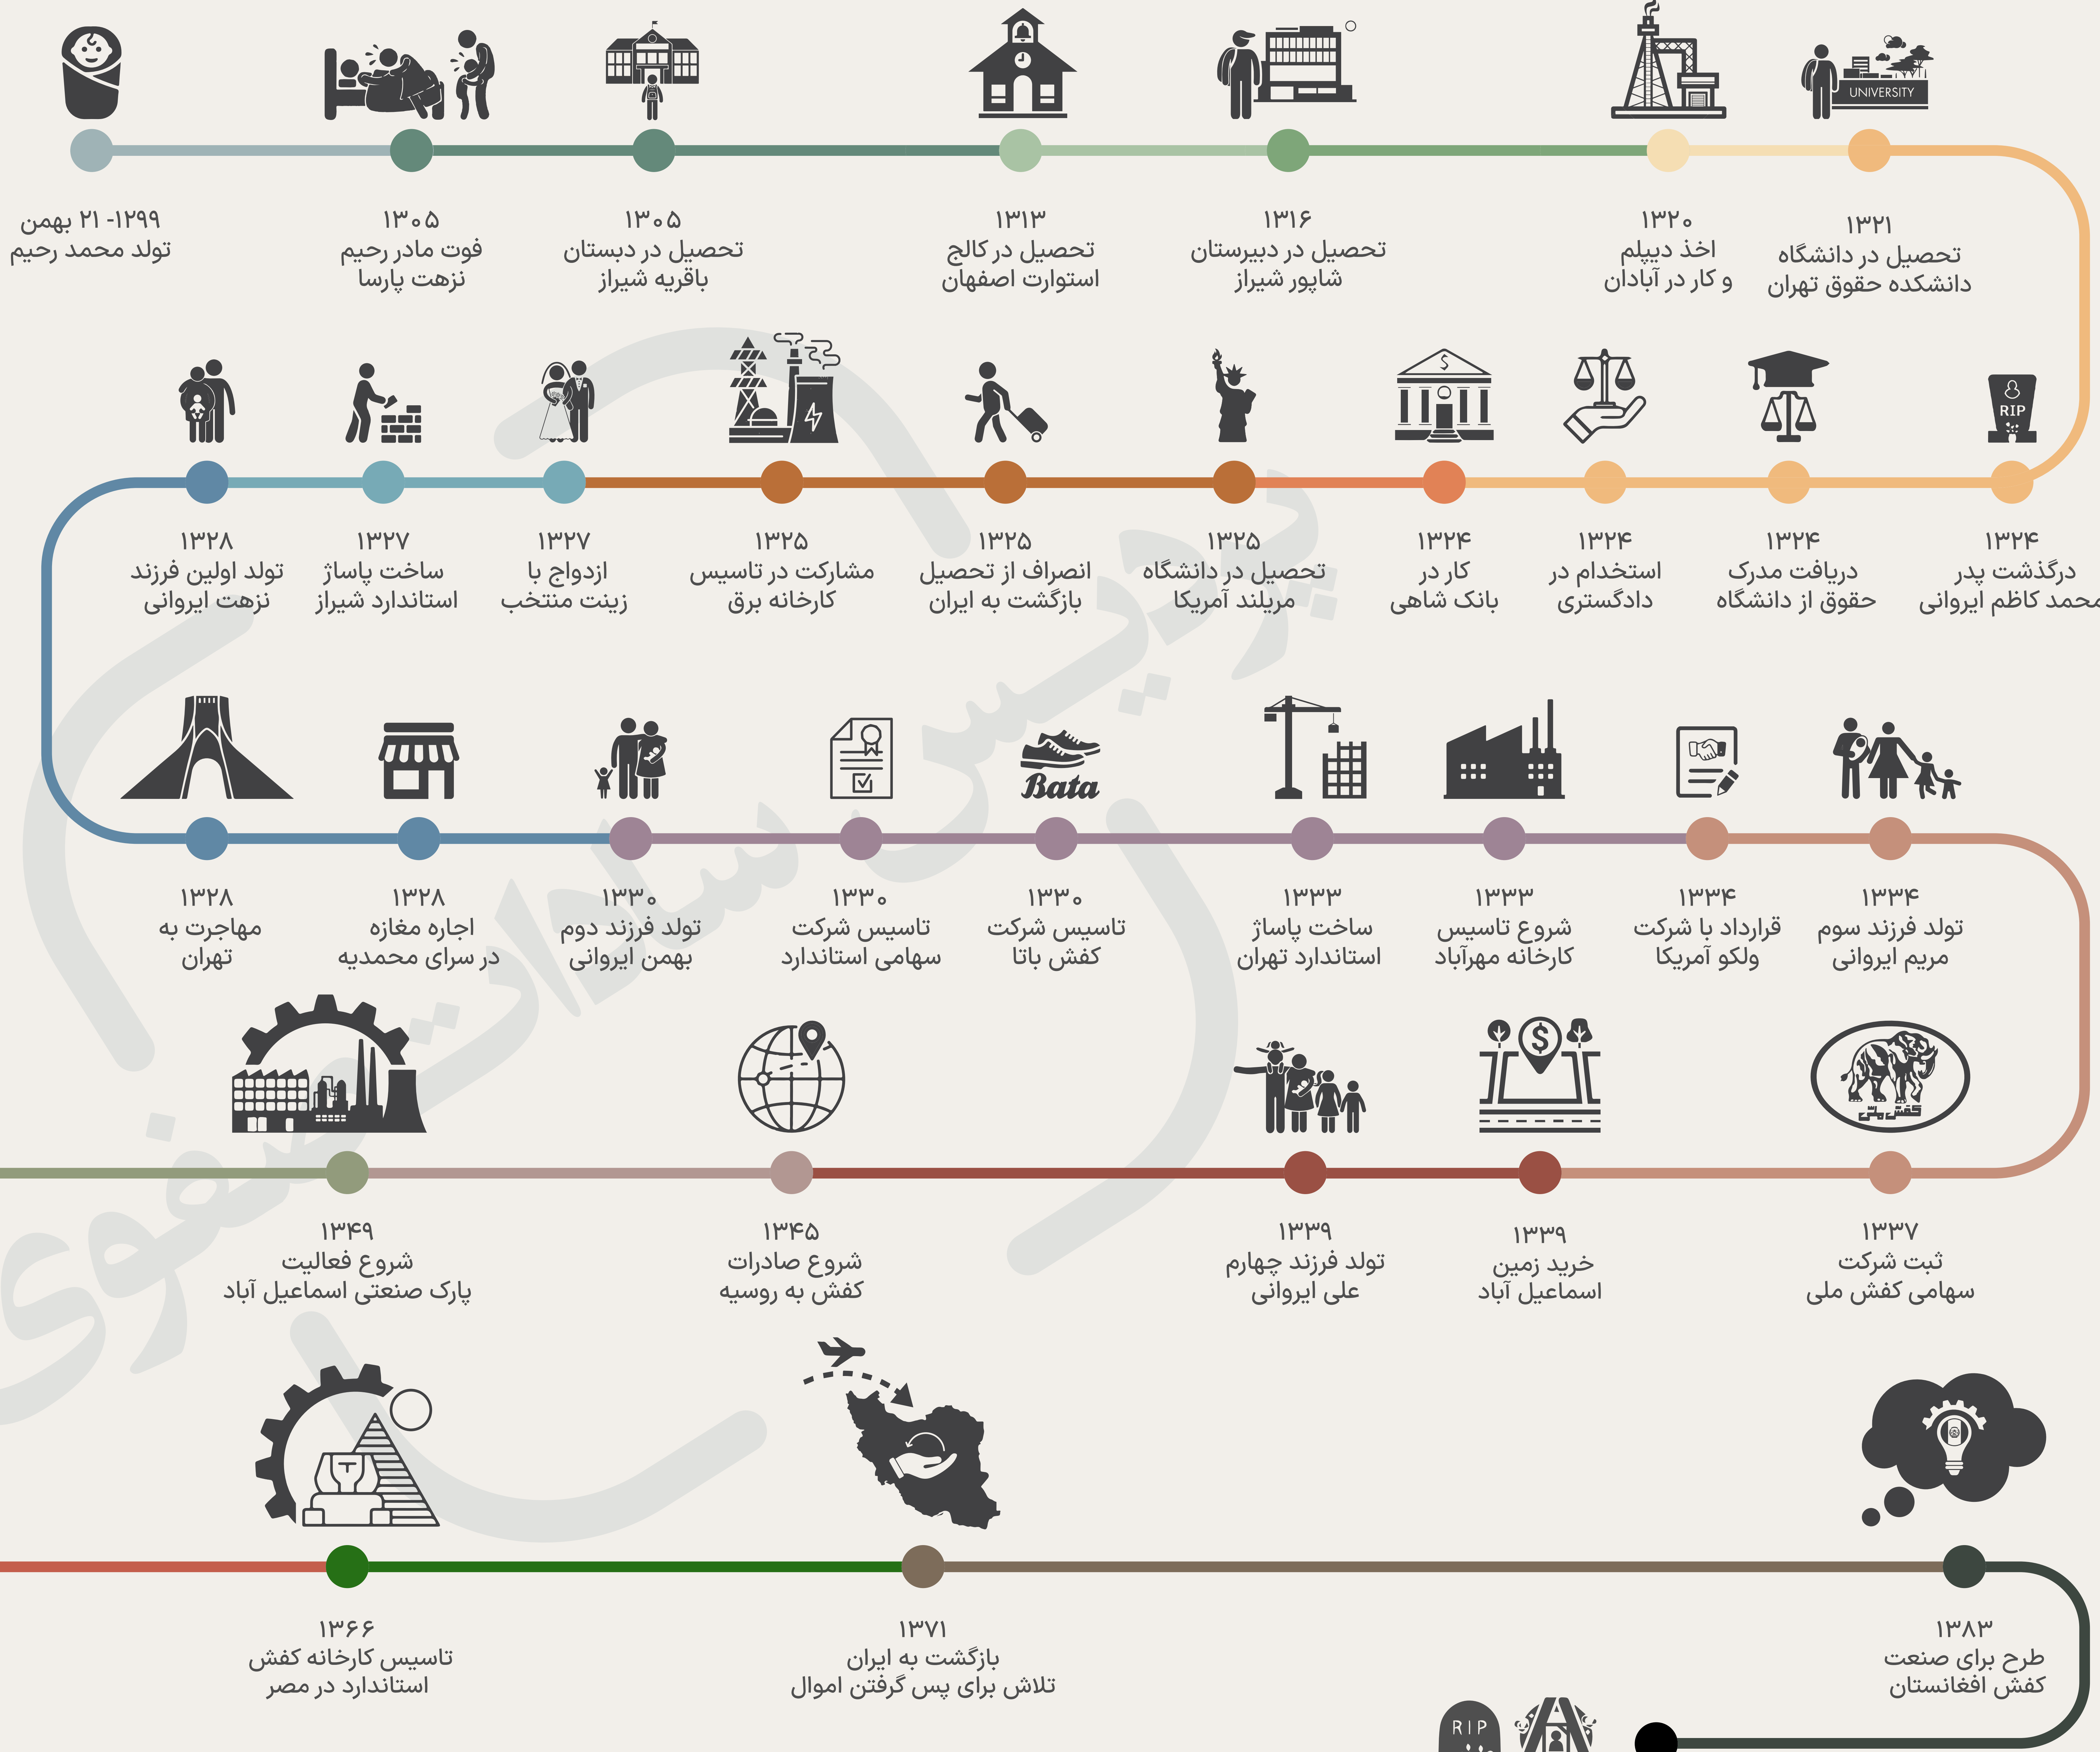 UNIVERSITY
۱۲۹۹- ۲۱ بهمن
تولد محمد رحیم
۱۳۰۵
فوت مادر رحیم
نزهت پارسا
۱۳۰۵
تحصیل در دبستان
باقریه شیراز
۱۳۱۳
تحصیل در کالج
استوارت اصفهان
۱۳۱۶
تحصیل در دبیرستان
شاپور شیراز
۱۳۲۰
اخذ دیپلم
و کار در آبادان
۱۳۲۱
تحصیل در دانشگاه
دانشکده حقوق تهران
RIP
۱۳۲۴
درگذشت پدر
محمد کاظم ایروانی
۱۳۲۴
دریافت مدرک
حقوق از دانشگاه
۱۳۲۴
استخدام در
دادگستری
۱۳۲۴
کار در
بانک شاهی
۱۳۲۵
تحصیل در دانشگاه
مریلند آمریکا
۱۳۲۵
انصراف از تحصیل
بازگشت به ایران
۱۳۲۵
مشارکت در تاسیس
کارخانه برق
۱۳۲۷
ازدواج با
زینت منتخب
۱۳۲۷
ساخت پاساژ
استاندارد شیراز
۱۳۲۸
تولد اولین فرزند
نزهت ایروانی
۱۳۲۸
مهاجرت به
تهران
۱۳۲۸
اجاره مغازه
در سرای محمدیه
۱۳۳۰
تولد فرزند دوم
بهمن ایروانی
۱۳۳۰
تاسیس شرکت
سهامی استاندارد
Bata
۱۳۳۰
تاسیس شرکت
کفش باتا
۱۳۳۳
ساخت پاساژ
استاندارد تهران
۱۳۳۳
شروع تاسیس
کارخانه مهرآباد
۱۳۳۴
قرارداد با شرکت
ولکو آمریکا
۱۳۳۴
تولد فرزند سوم
مریم ایروانی
کفش ملی
۱۳۳۷
ثبت شرکت
سهامی کفش ملی
۱۳۳۹
خرید زمین
اسماعیل آباد
۱۳۳۹
تولد فرزند چهارم
علی ایروانی
۱۳۴۵
شروع صادرات
کفش به روسیه
۱۳۴۹
شروع فعالیت
پارک صنعتی اسماعیل آباد
۱۳۶۶
تاسیس کارخانه کفش
استاندارد در مصر
۱۳۷۱
بازگشت به ایران
تلاش برای پس گرفتن اموال
۱۳۸۳
طرح برای صنعت
کفش افغانستان
RIP
پردیس سادات صفوی